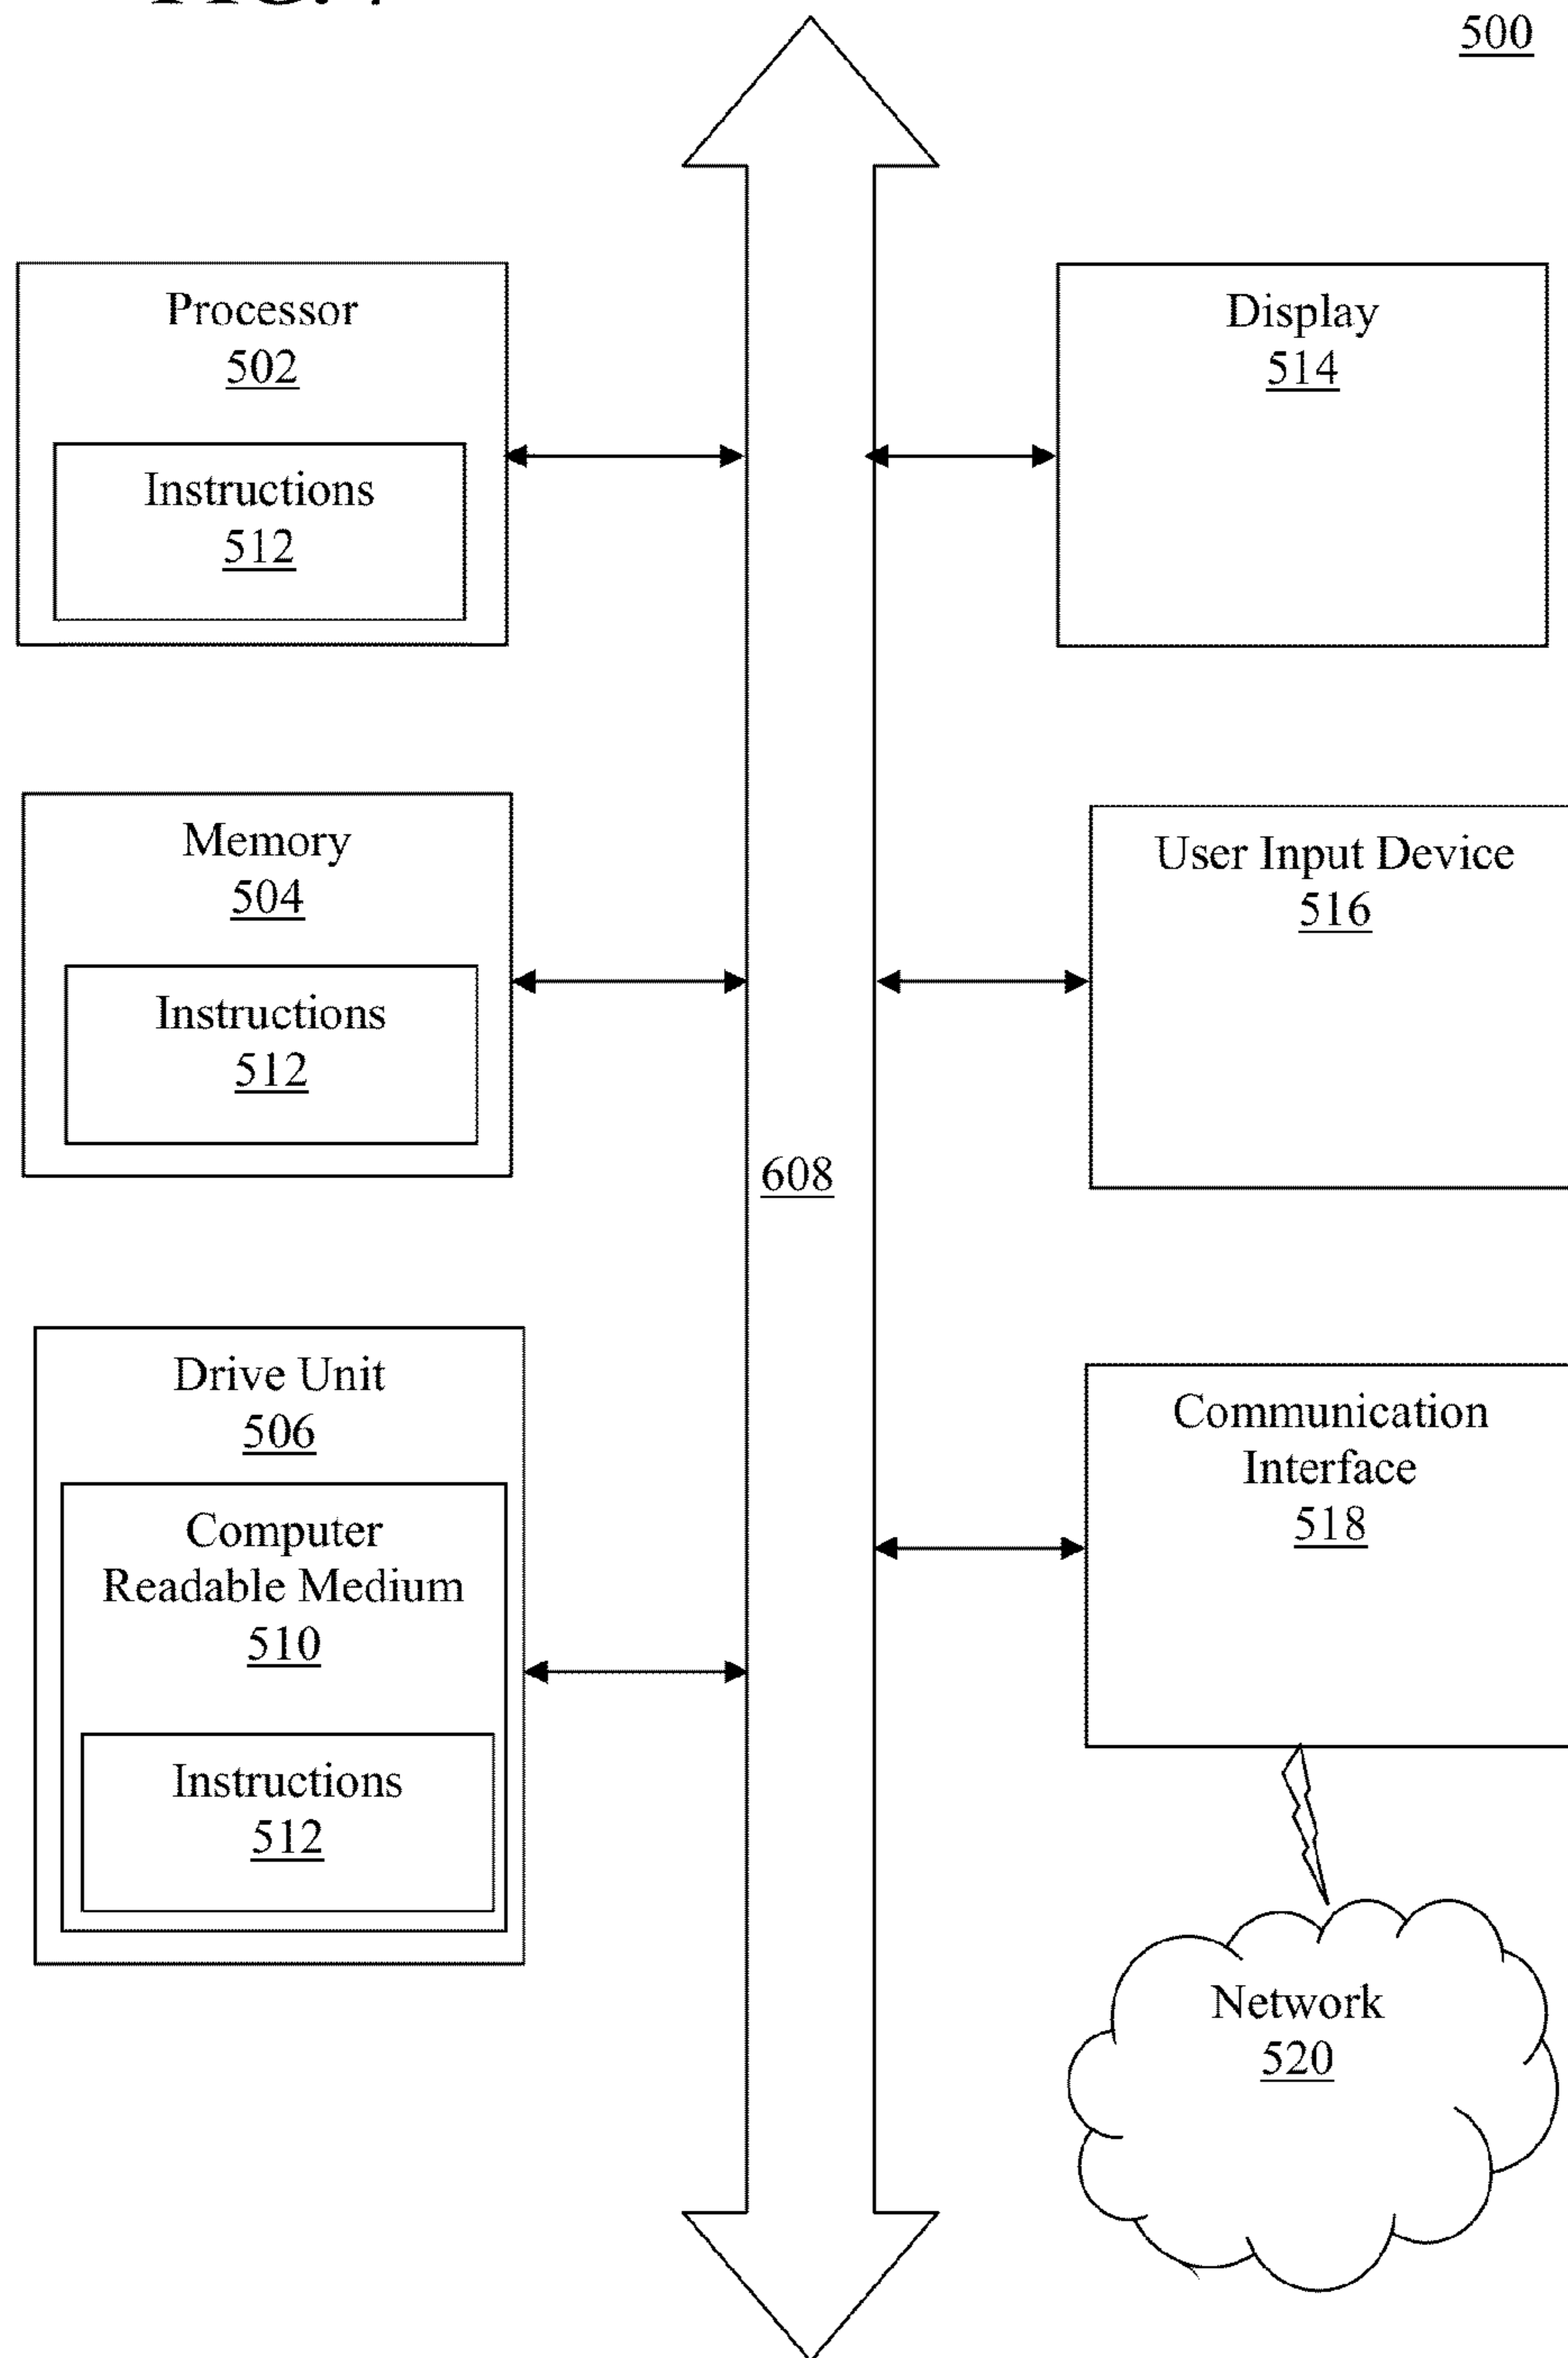 500
Processor
502
Instructions
512
Display
514
Memory
504
Instructions
512
User Input Device
516
608
Drive Unit
506
Computer
Readable Medium
510
Instructions
512
Communication
Interface
518
Network
520